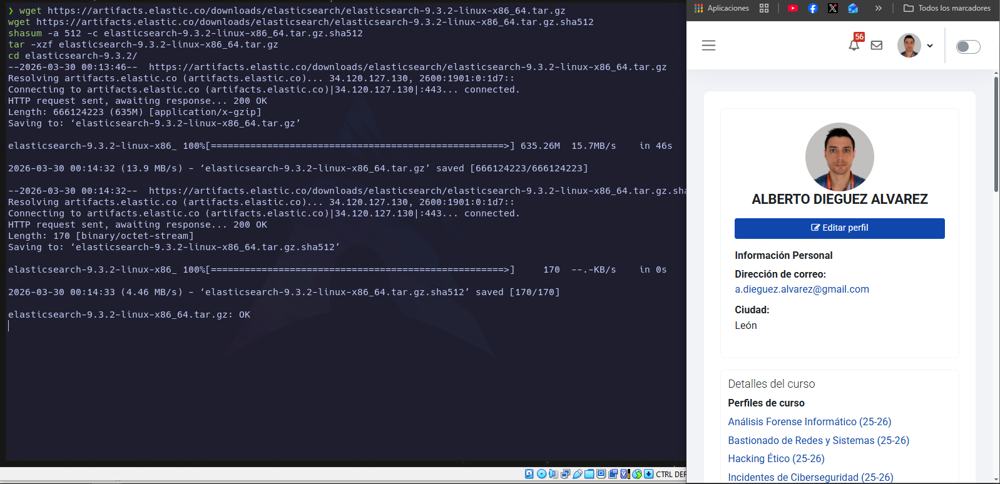 ❯ wget https://artifacts.elastic.co/downloads/elasticsearch/elasticsearch-9.3.2-linux-x86_64.tar.gz
wget https://artifacts.elastic.co/downloads/elasticsearch/elasticsearch-9.3.2-linux-x86_64.tar.gz.sha512
shasum -a 512 -c elasticsearch-9.3.2-linux-x86_64.tar.gz.sha512
tar -xzf elasticsearch-9.3.2-linux-x86_64.tar.gz
cd elasticsearch-9.3.2/
--2026-03-30 00:13:46--  https://artifacts.elastic.co/downloads/elasticsearch/elasticsearch-9.3.2-linux-x86_64.tar.gz
Resolving artifacts.elastic.co (artifacts.elastic.co)... 34.120.127.130, 2600:1901:0:1d7::
Connecting to artifacts.elastic.co (artifacts.elastic.co)|34.120.127.130|:443... connected.
HTTP request sent, awaiting response... 200 OK
Length: 666124223 (635M) [application/x-gzip]
Saving to: ‘elasticsearch-9.3.2-linux-x86_64.tar.gz’
elasticsearch-9.3.2-linux-x86_ 100%[====================================================>] 635.26M  15.7MB/s    in 46s
2026-03-30 00:14:32 (13.9 MB/s) - ‘elasticsearch-9.3.2-linux-x86_64.tar.gz’ saved [666124223/666124223]
--2026-03-30 00:14:32--  https://artifacts.elastic.co/downloads/elasticsearch/elasticsearch-9.3.2-linux-x86_64.tar.gz.sha
Resolving artifacts.elastic.co (artifacts.elastic.co)... 34.120.127.130, 2600:1901:0:1d7::
Connecting to artifacts.elastic.co (artifacts.elastic.co)|34.120.127.130|:443... connected.
HTTP request sent, awaiting response... 200 OK
Length: 170 [binary/octet-stream]
Saving to: ‘elasticsearch-9.3.2-linux-x86_64.tar.gz.sha512’
elasticsearch-9.3.2-linux-x86_ 100%[====================================================>]     170  --.-KB/s    in 0s
2026-03-30 00:14:33 (4.46 MB/s) - ‘elasticsearch-9.3.2-linux-x86_64.tar.gz.sha512’ saved [170/170]
elasticsearch-9.3.2-linux-x86_64.tar.gz: OK
CTRL DER
Aplicaciones
» Todos los marcadores
56
ALBERTO DIEGUEZ ALVAREZ
Editar perfil
Información Personal
Dirección de correo:
a.dieguez.alvarez@gmail.com
Ciudad:
León
Detalles del curso
Perfiles de curso
Análisis Forense Informático (25-26)
Bastionado de Redes y Sistemas (25-26)
Hacking Ético (25-26)
Incidentes de Ciberseguridad (25-26)